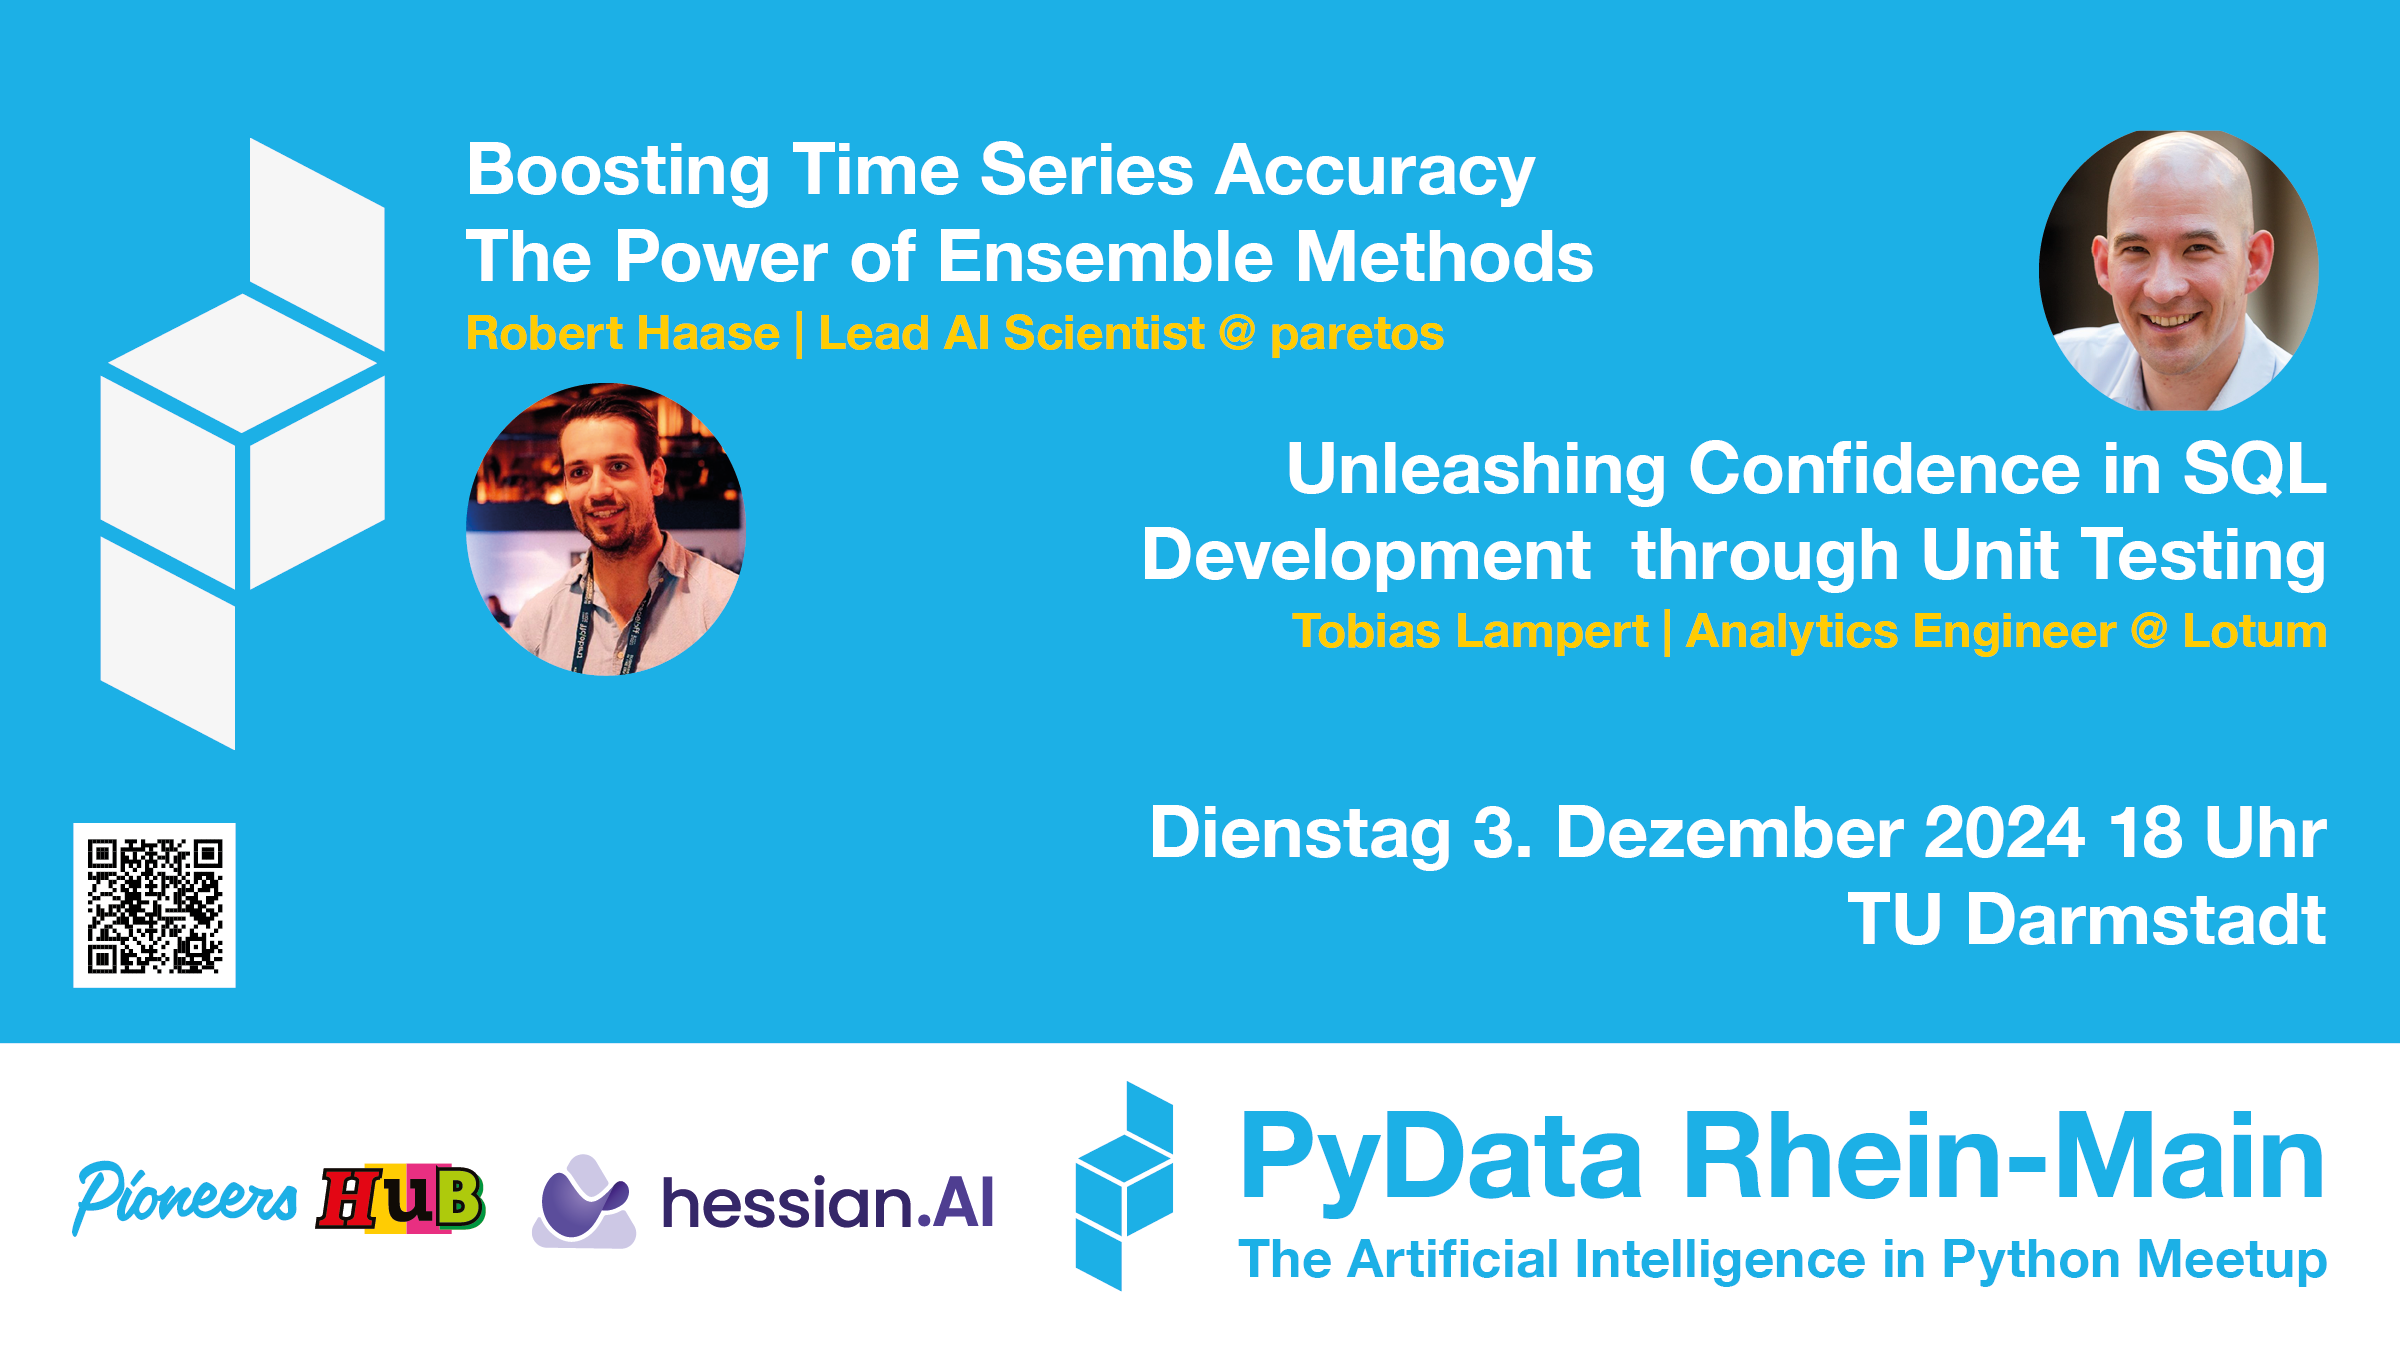 Boosting Time Series Accuracy
The Power of Ensemble Methods
Robert Haase | Lead AI Scientist @ paretos
Unleashing Confidence in SQL
Development through Unit Testing
Tobias Lampert | Analytics Engineer @ Lotum
Dienstag 3. Dezember 2024 18 Uhr
TU Darmstadt
Pioneers HuB
hessian.AI
PyData Rhein-Main
The Artificial Intelligence in Python Meetup